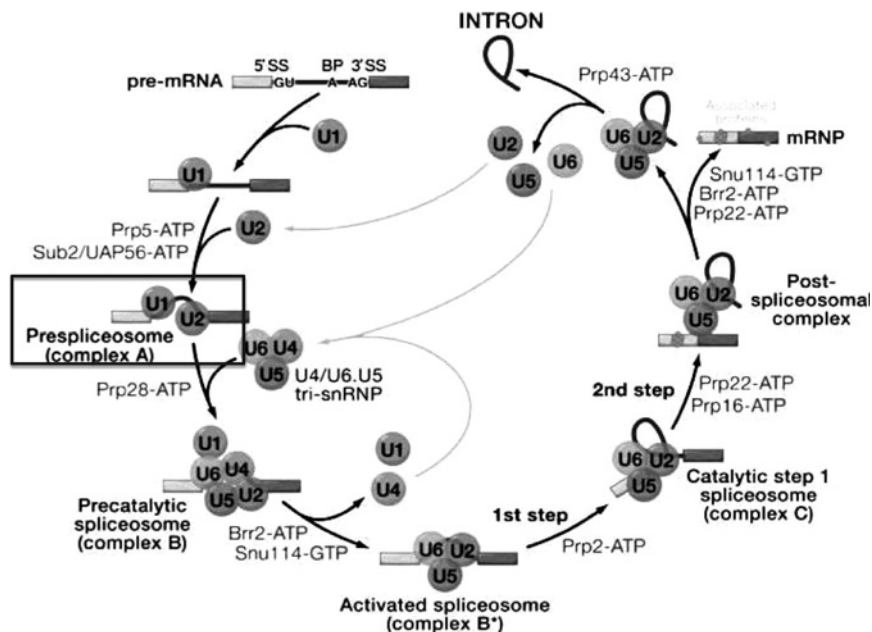 INTRON
5'SS
BP
3'SS
pre-mRNA
GU
A
AG
U1
U1
Prp5-ATP
Sub2/UAP56-ATP
U2
U1
U2
Prespliceosome
(complex A)
U6
U4
U5
U4/U6.U5
tri-snRNP
Prp28-ATP
U1
U6
U4
U5
U2
Precatalytic
spliceosome
(complex B)
U1
U4
Brr2-ATP
Snu114-GTP
U6
U2
U5
Activated spliceosome
(complex B*)
1st step
Prp2-ATP
U6
U2
U5
Catalytic step 1
spliceosome
(complex C)
2nd step
Prp22-ATP
Prp16-ATP
U6
U2
U5
Post-
spliceosomal
complex
Snu114-GTP
Brr2-ATP
Prp22-ATP
Associated
proteins
mRNP
U6
U2
U5
Prp43-ATP
U2
U5
U6